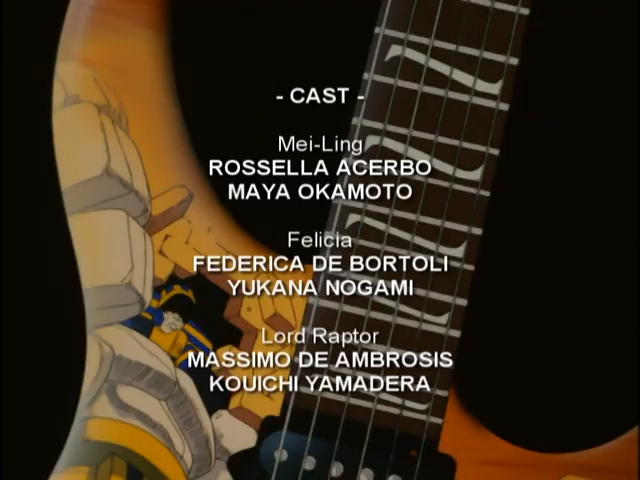 - CAST -
Mei-Ling
ROSSELLA ACERBO
MAYA OKAMOTO
Felicia
FEDERICA DE BORTOLI
YUKANA NOGAMI
Lord Raptor
MASSIMO DE AMBROSIS
KOUICHI YAMADERA